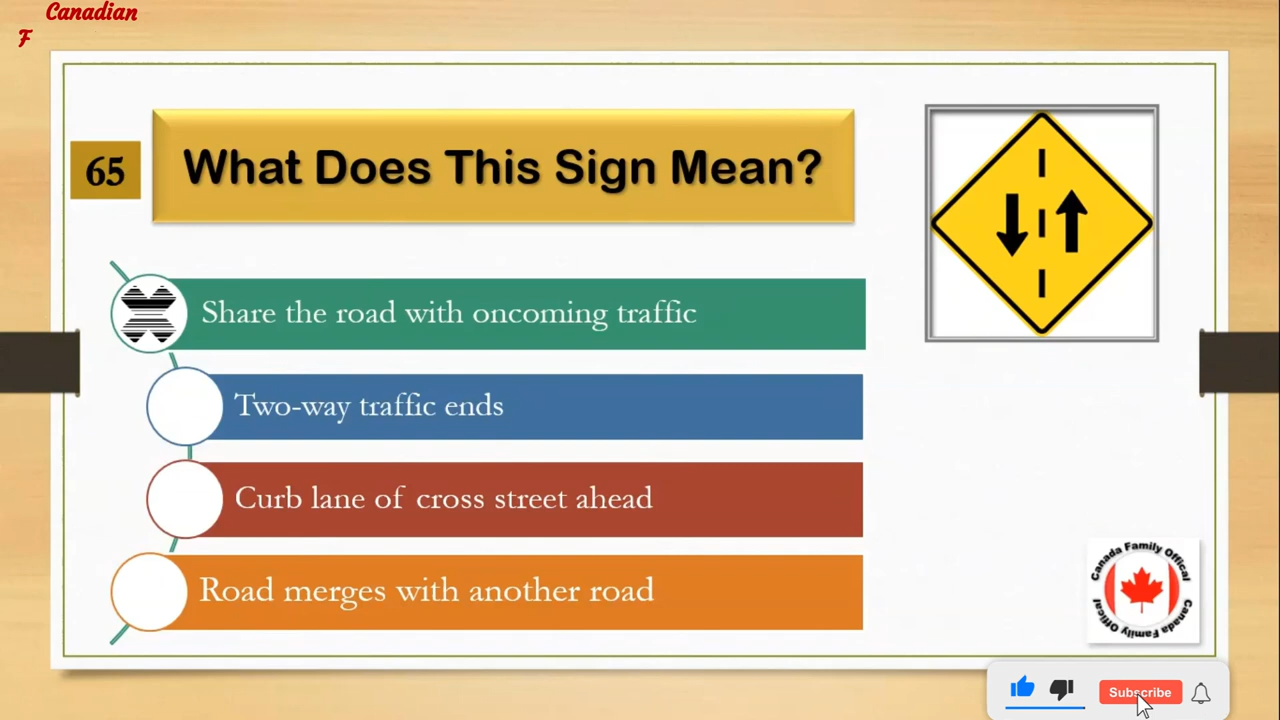 Canadian
F
65
What Does This Sign Mean?
Share the road with oncoming traffic
Two-way traffic ends
Curb lane of cross street ahead
Road merges with another road
Canada Family Offical
Canada Family Offical
Subscribe